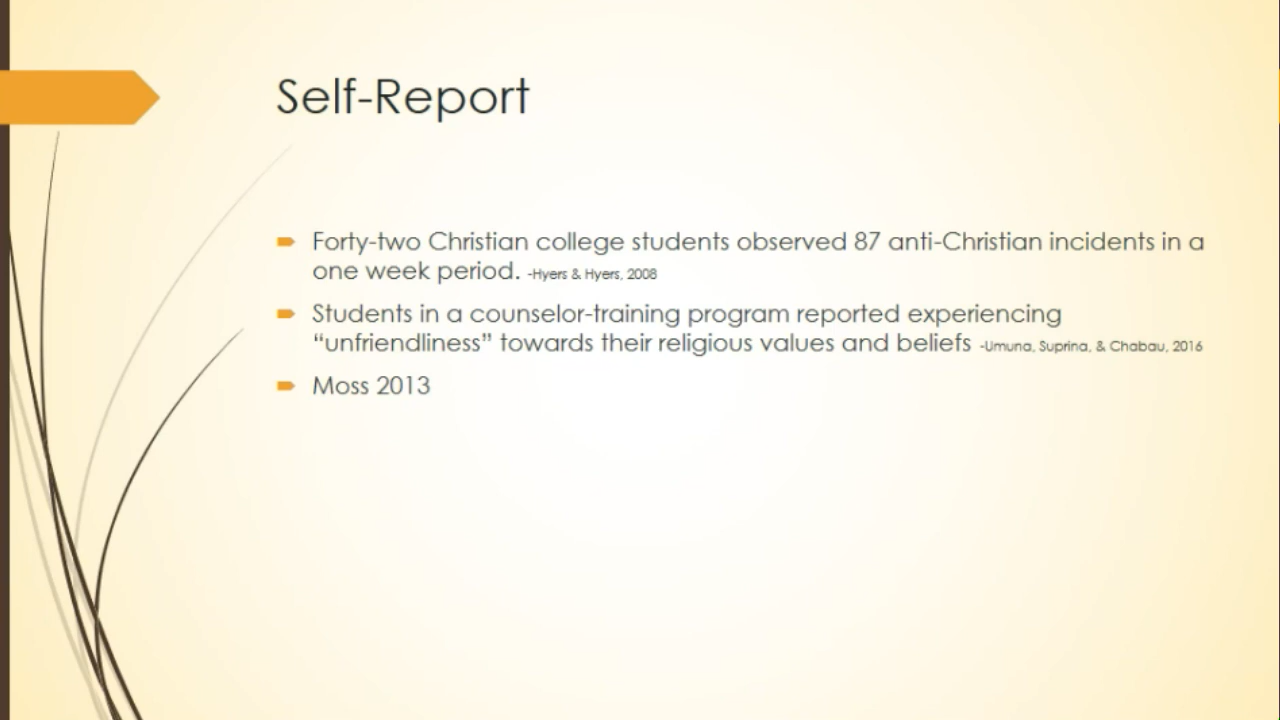 Self-Report
Forty-two Christian college students observed 87 anti-Christian incidents in a
one week period. -Hyers & Hyers, 2008
Students in a counselor-training program reported experiencing
“unfriendliness” towards their religious values and beliefs -Umuna, Suprina, & Chabau, 2016
Moss 2013